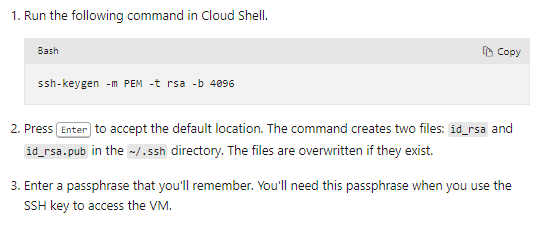 1. Run the following command in Cloud Shell.
Bash
Copy
ssh-keygen -m PEM -t rsa -b 4096
2. Press Enter to accept the default location. The command creates two files: id_rsa and
id_rsa.pub in the ~/.ssh directory. The files are overwritten if they exist.
3. Enter a passphrase that you'll remember. You'll need this passphrase when you use the
SSH key to access the VM.